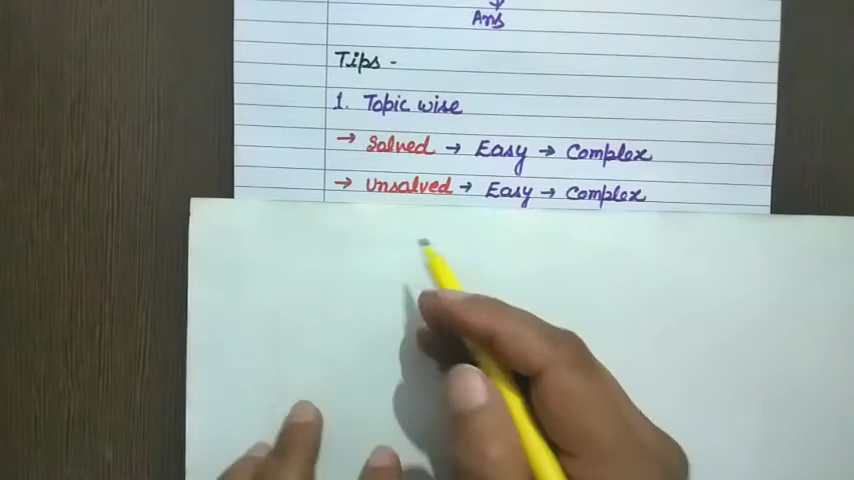 Ans
Tips -
1. Topic wise
→ Solved → Easy → Complex
→ Unsolved → Easy → Complex